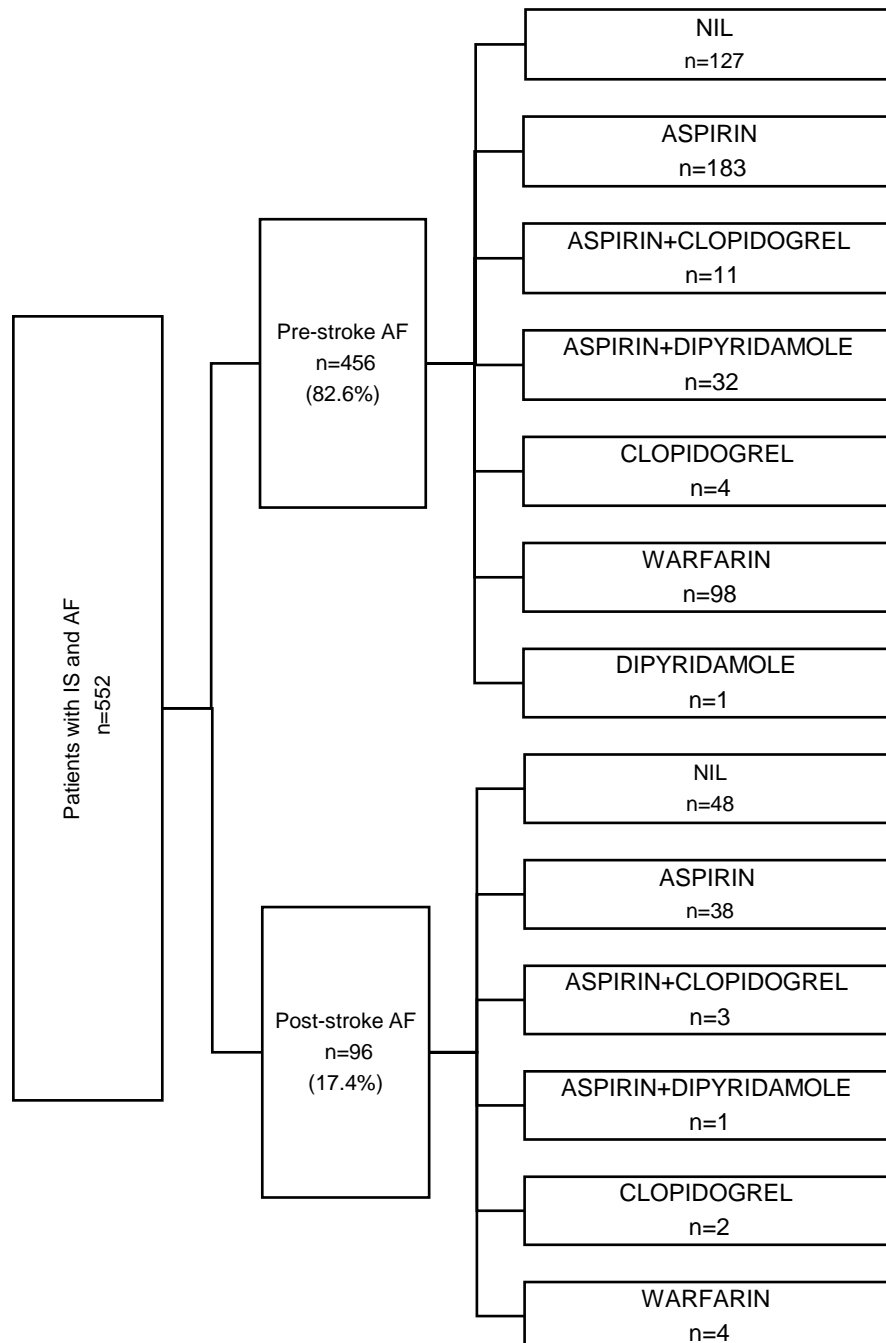 Patients with IS and AF
n=552
Pre-stroke AF
n=456
(82.6%)
NIL
n=127
ASPIRIN
n=183
ASPIRIN+CLOPIDOGREL
n=11
ASPIRIN+DIPYRIDAMOLE
n=32
CLOPIDOGREL
n=4
WARFARIN
n=98
DIPYRIDAMOLE
n=1
Post-stroke AF
n=96
(17.4%)
NIL
n=48
ASPIRIN
n=38
ASPIRIN+CLOPIDOGREL
n=3
ASPIRIN+DIPYRIDAMOLE
n=1
CLOPIDOGREL
n=2
WARFARIN
n=4